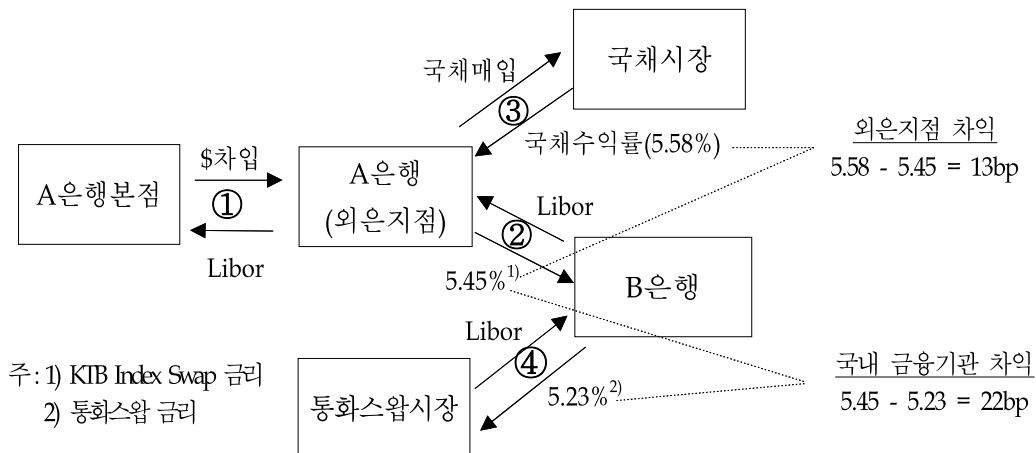 국채시장
국채매입
③
국채수익률(5.58%)
외은지점 차익
5.58 - 5.45 = 13bp
A은행본점
$차입
①
Libor
A은행
(외은지점)
Libor
②
5.45%1)
B은행
Libor
④
5.23%2)
통화스왑시장
국내 금융기관 차익
5.45 - 5.23 = 22bp
주: 1) KTB Index Swap 금리
2) 통화스왑 금리